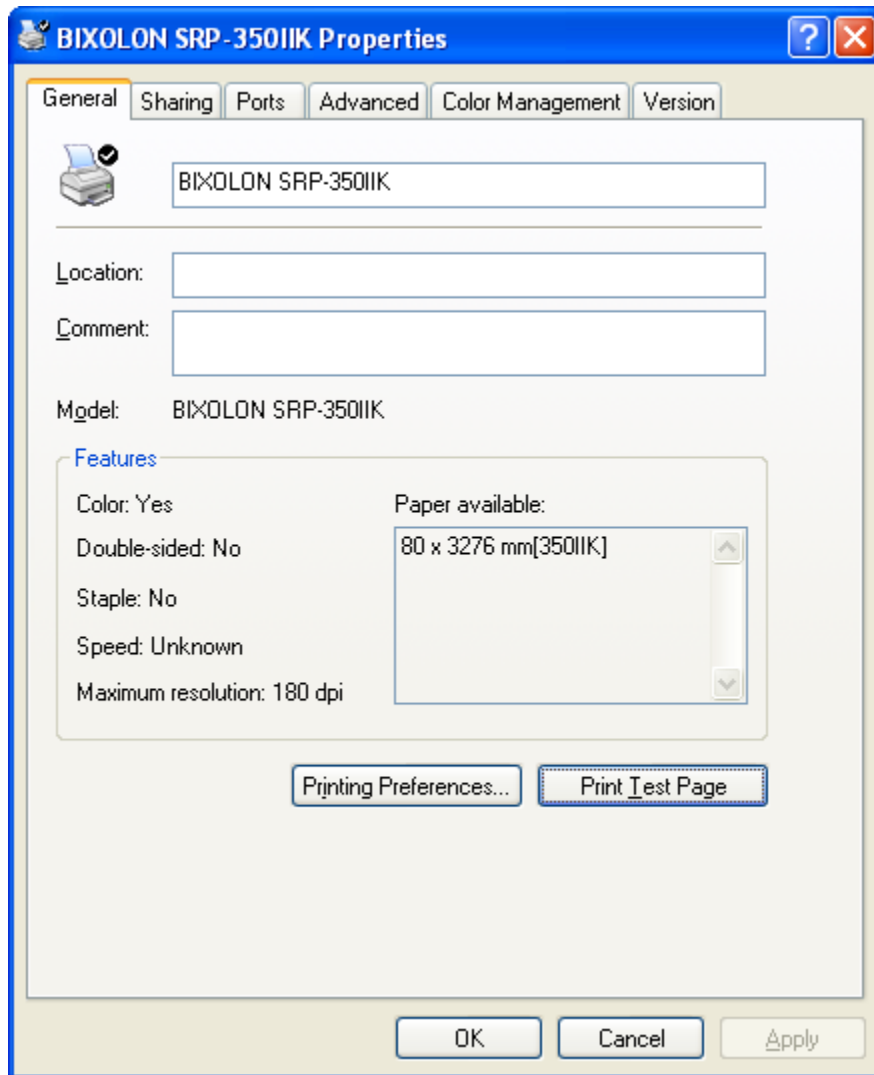 BIXOLON SRP-350IIK Properties
General Sharing Ports Advanced Color Management Version
BIXOLON SRP-350IIK
Location:
Comment:
Model: BIXOLON SRP-350IIK
Features
Color: Yes Paper available:
Double-sided: No 80 x 3276 mm[350IIK]
Staple: No
Speed: Unknown
Maximum resolution: 180 dpi
Printing Preferences... Print Test Page
OK Cancel Apply